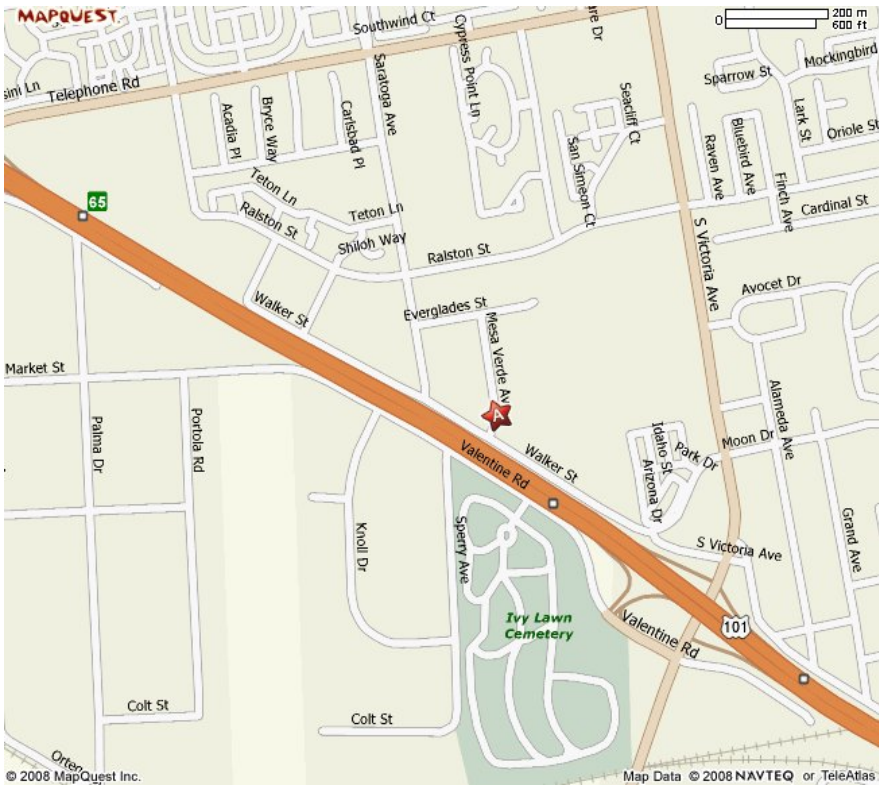 MAPQUEST.
Southwind Ct
200 m
0
600 ft
Telephone Rd
sini Ln
Saratoga Ave
Cypress Point Ln
are Dr
Sparrow St
Mockingbird
Acadia Pl
Bryce Way
Carlsbad Pl
Seacliff Ct
San Simeon Ct
Raven Ave
Bluebird Ave
Lark St
Oriole St
Finch Ave
Cardinal St
65
Teton Ln
Teton Ln
Ralston St
Shiloh Way
Ralston St
S Victoria Ave
Walker St
Everglades St
Mesa Verde Av
Avocet Dr
Market St
Palma Dr
Portola Rd
A
Valentine Rd
Walker St
Idaho St
Arizona Dr
Park Dr
Moon Dr
Alameda Ave
Grand Ave
Knoll Dr
Sperry Ave
S Victoria Ave
Ivy Lawn
Cemetery
Valentine Rd
101
Colt St
Colt St
Orteg
© 2008 MapQuest Inc.
Map Data © 2008 NAVTEQ or TeleAtlas